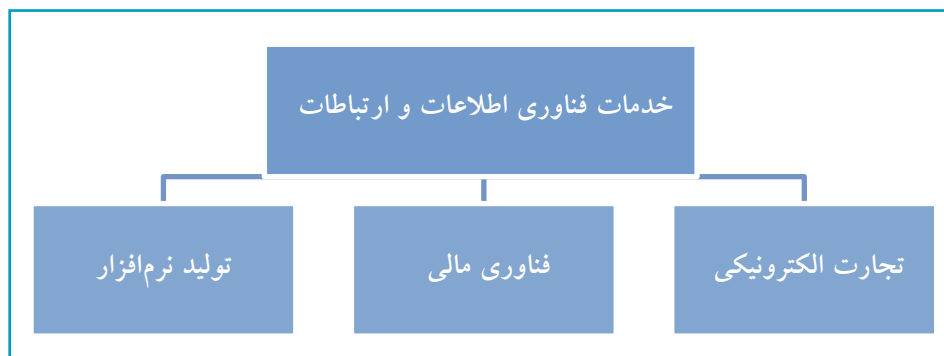 خدمات فناوری اطلاعات و ارتباطات
تجارت الکترونیکی
فناوری مالی
تولید نرم‌افزار